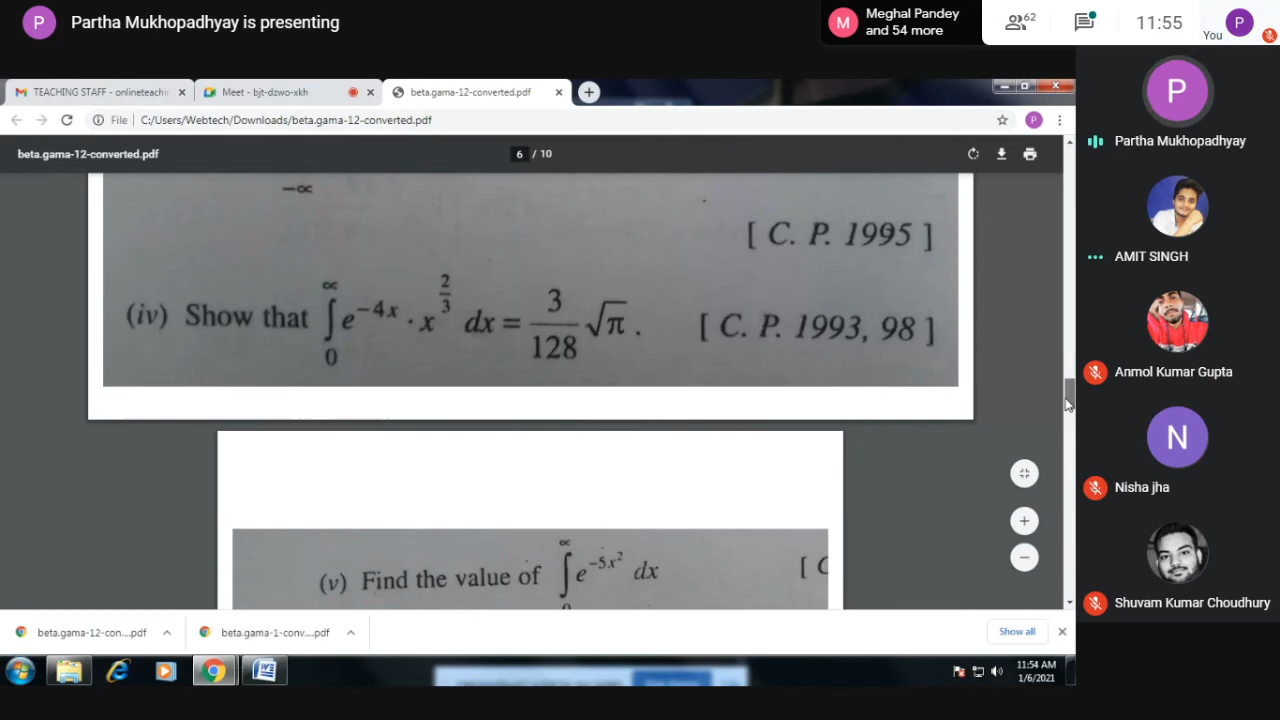 P Partha Mukhopadhyay is presenting
M Meghal Pandey and 54 more
62
11:55
You P
TEACHING STAFF - onlineteachin
Meet - bjt-dzwo-xkh
beta.gama-12-converted.pdf
File | C:/Users/Webtech/Downloads/beta.gama-12-converted.pdf
P
beta.gama-12-converted.pdf
6 / 10
−∝
[ C. P. 1995 ]
(iv) Show that ∫₀^∝ e^{−4x} · x^{2/3} dx = 3/128 √π . [ C. P. 1993, 98 ]
(v) Find the value of ∫₀^∝ e^{−5x²} dx [ C
beta.gama-12-con....pdf
beta.gama-1-conv....pdf
Show all
11:54 AM
1/6/2021
P
Partha Mukhopadhyay
AMIT SINGH
Anmol Kumar Gupta
N
Nisha jha
Shuvam Kumar Choudhury